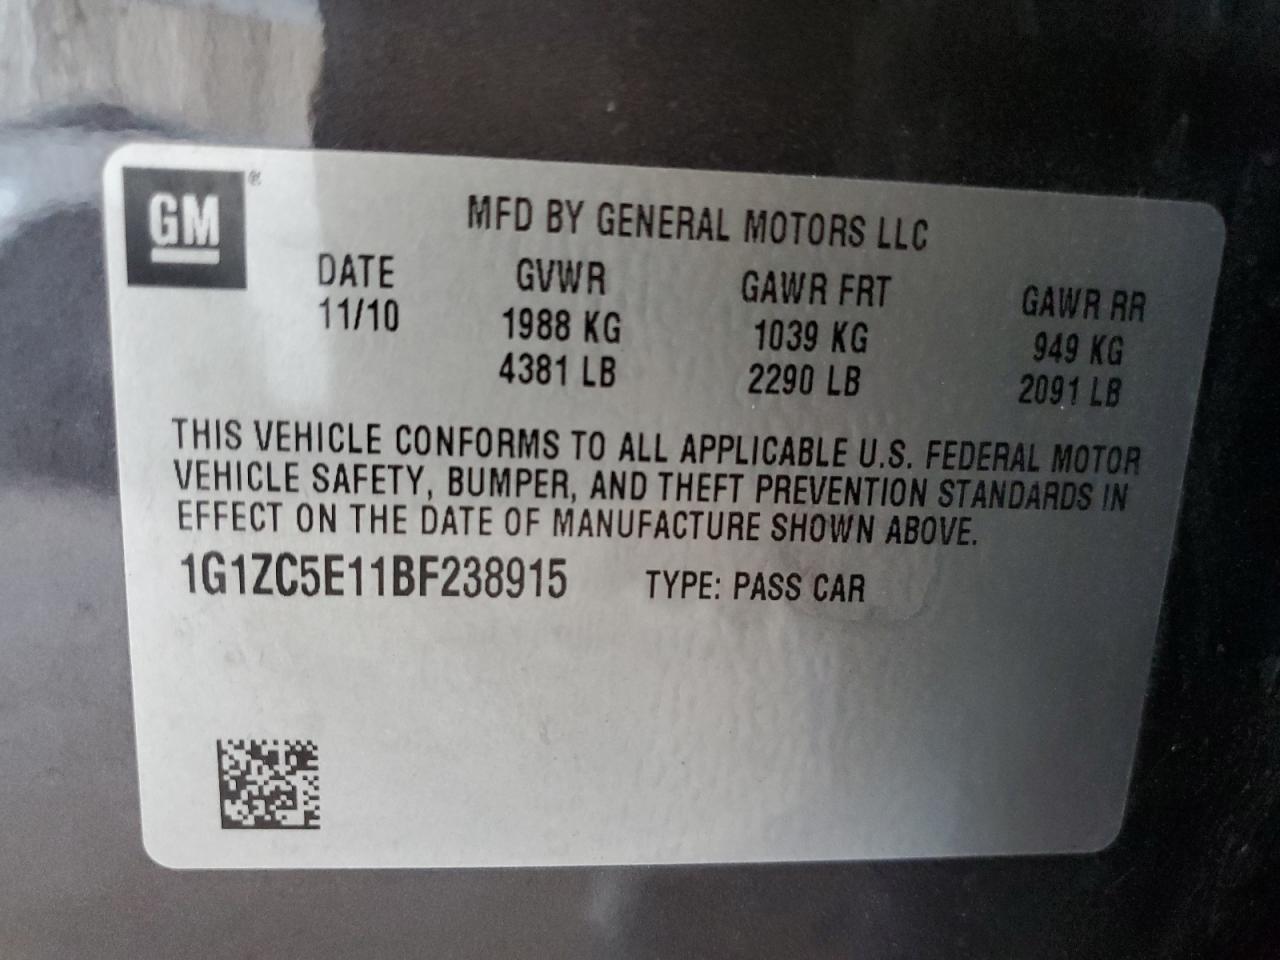 GM ®
MFD BY GENERAL MOTORS LLC
DATE GVWR GAWR FRT GAWR RR
11/10 1988 KG 1039 KG 949 KG
4381 LB 2290 LB 2091 LB
THIS VEHICLE CONFORMS TO ALL APPLICABLE U.S. FEDERAL MOTOR
VEHICLE SAFETY, BUMPER, AND THEFT PREVENTION STANDARDS IN
EFFECT ON THE DATE OF MANUFACTURE SHOWN ABOVE.
1G1ZC5E11BF238915 TYPE: PASS CAR